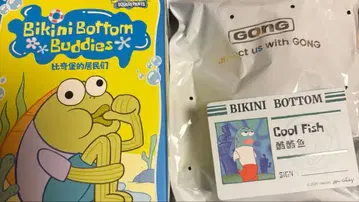 SQUAREPANTS
Bikini Bottom
Buddies
比奇堡的居民们
GONG
us with GONG
BIKINI BOTTOM
Cool Fish
酷酷鱼
SIGN